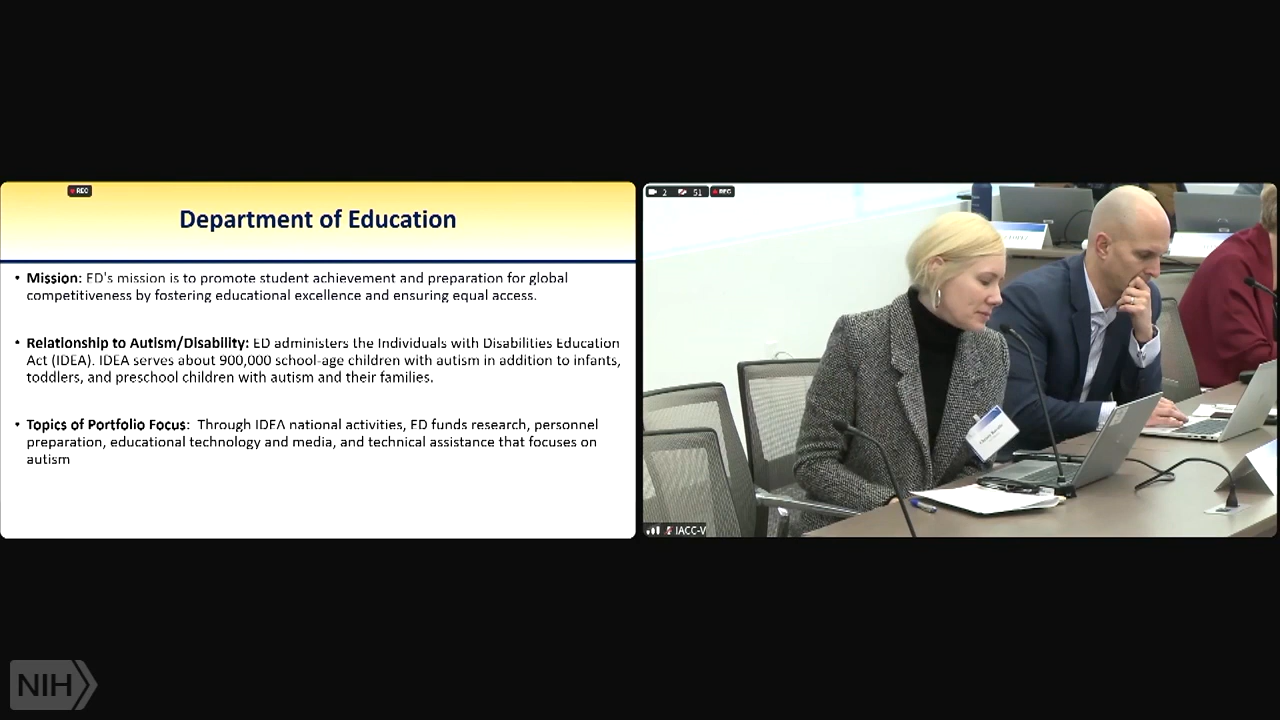 REC
Department of Education
• Mission: ED's mission is to promote student achievement and preparation for global
competitiveness by fostering educational excellence and ensuring equal access.
• Relationship to Autism/Disability: ED administers the Individuals with Disabilities Education
Act (IDEA). IDEA serves about 900,000 school-age children with autism in addition to infants,
toddlers, and preschool children with autism and their families.
• Topics of Portfolio Focus: Through IDEA national activities, ED funds research, personnel
preparation, educational technology and media, and technical assistance that focuses on
autism
2 51 REC
IACC-V
NIH